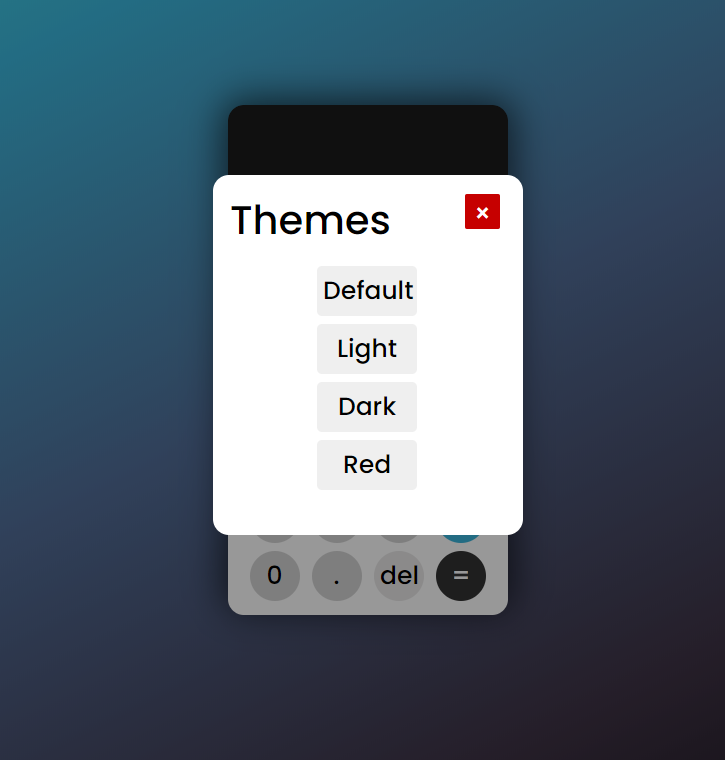 Themes ×
Default
Light
Dark
Red
0 . del =